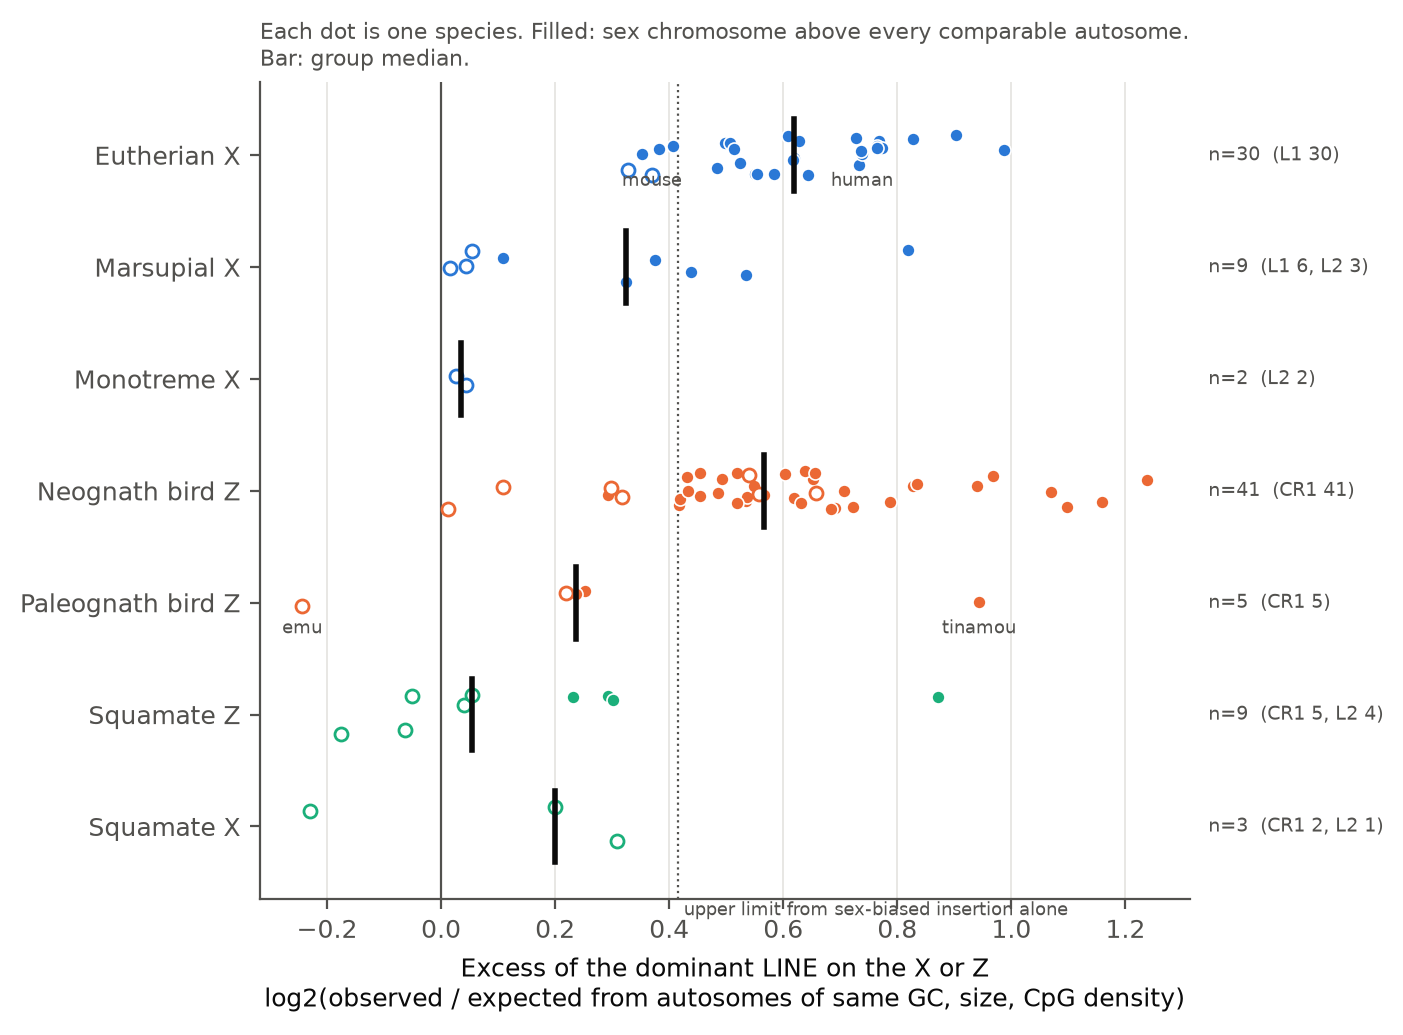 Each dot is one species. Filled: sex chromosome above every comparable autosome.
Bar: group median.
Eutherian X
mouse
human
n=30 (L1 30)
Marsupial X
n=9 (L1 6, L2 3)
Monotreme X
n=2 (L2 2)
Neognath bird Z
n=41 (CR1 41)
Paleognath bird Z
emu
tinamou
n=5 (CR1 5)
Squamate Z
n=9 (CR1 5, L2 4)
Squamate X
n=3 (CR1 2, L2 1)
upper limit from sex-biased insertion alone
−0.2 0.0 0.2 0.4 0.6 0.8 1.0 1.2
Excess of the dominant LINE on the X or Z
log2(observed / expected from autosomes of same GC, size, CpG density)